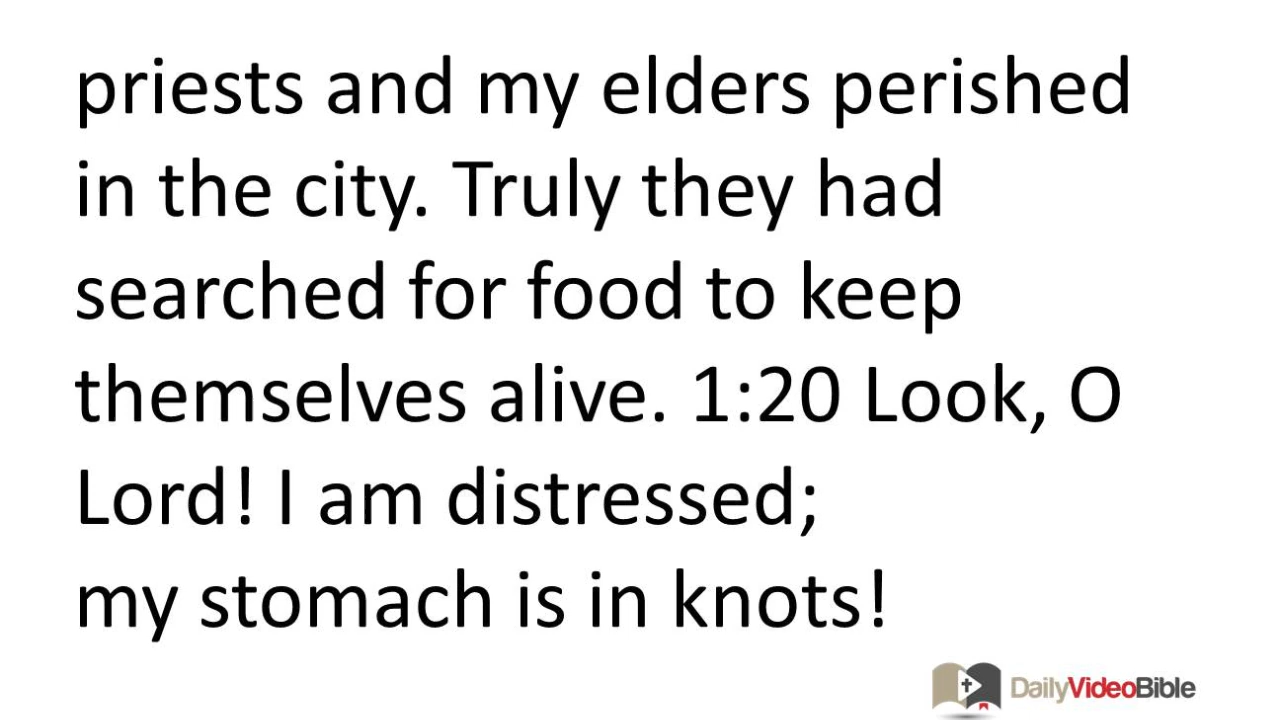 priests and my elders perished
in the city. Truly they had
searched for food to keep
themselves alive. 1:20 Look, O
Lord! I am distressed;
my stomach is in knots!
DailyVideoBible